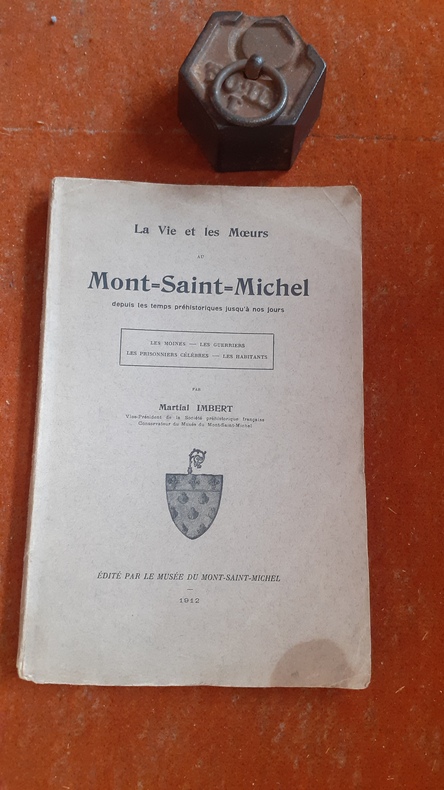 La Vie et les Mœurs
AU
Mont=Saint=Michel
depuis les temps préhistoriques jusqu'à nos jours
LES MOINES — LES GUERRIERS
LES PRISONNIERS CÉLÈBRES — LES HABITANTS
PAR
Martial IMBERT
Vice-Président de la Société préhistorique française
Conservateur du Musée du Mont-Saint-Michel
ÉDITÉ PAR LE MUSÉE DU MONT-SAINT-MICHEL
1912